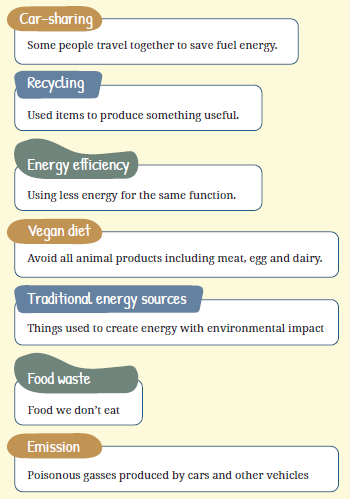 Car-sharing
Some people travel together to save fuel energy.
Recycling
Used items to produce something useful.
Energy efficiency
Using less energy for the same function.
Vegan diet
Avoid all animal products including meat, egg and dairy.
Traditional energy sources
Things used to create energy with environmental impact
Food waste
Food we don't eat
Emission
Poisonous gasses produced by cars and other vehicles